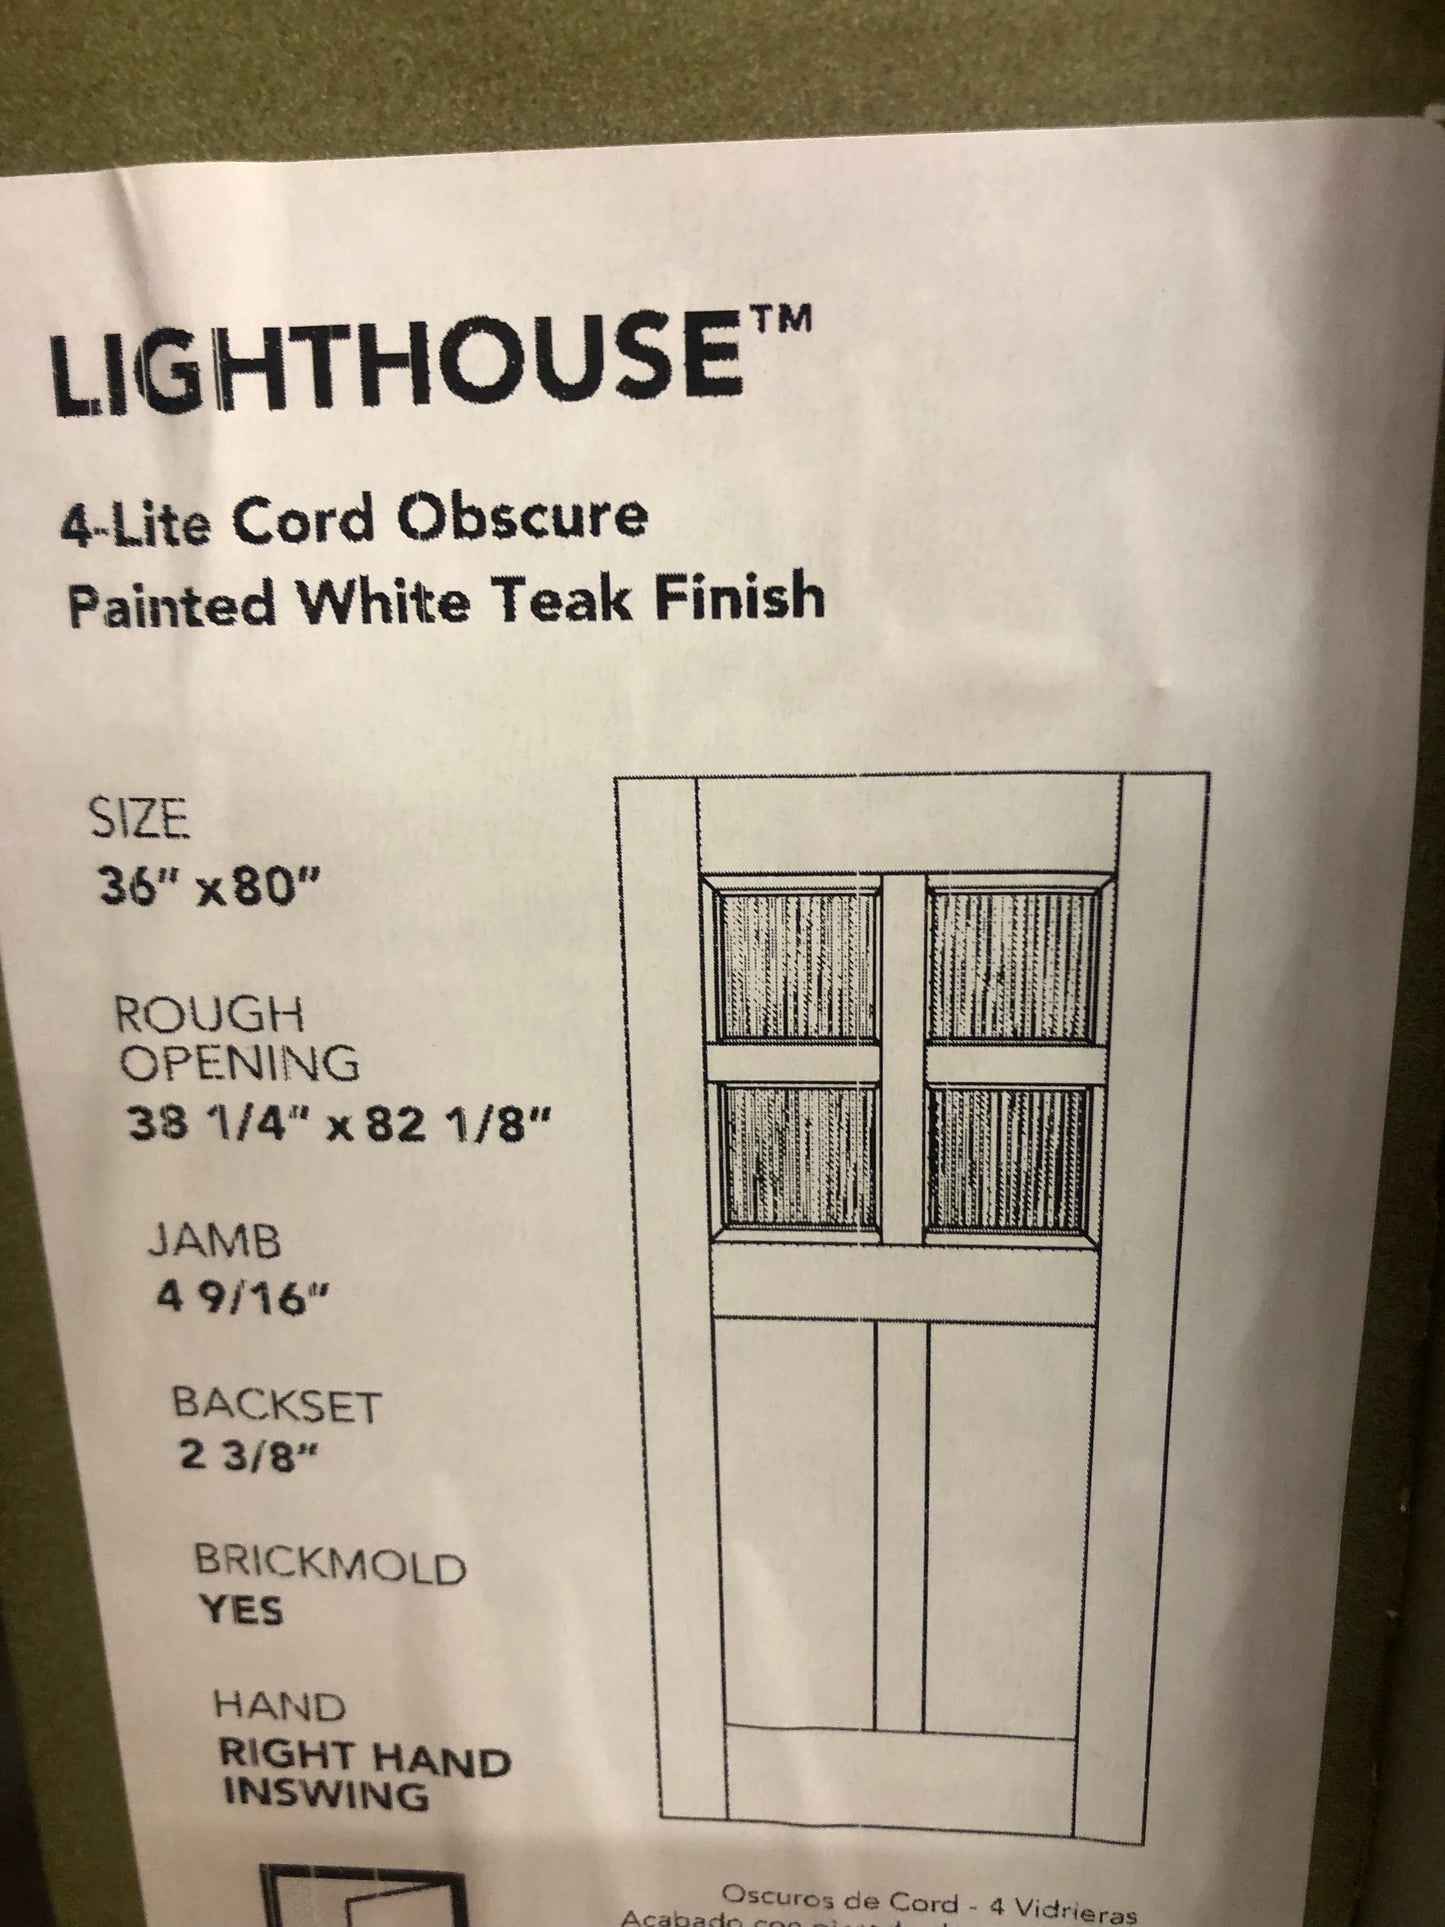 LIGHTHOUSE™
4-Lite Cord Obscure
Painted White Teak Finish
SIZE
36" x80"
ROUGH
OPENING
38 1/4" x 82 1/8"
JAMB
4 9/16"
BACKSET
2 3/8"
BRICKMOLD
YES
HAND
RIGHT HAND
INSWING
Oscuros de Cord - 4 Vidrieras
Acabado con